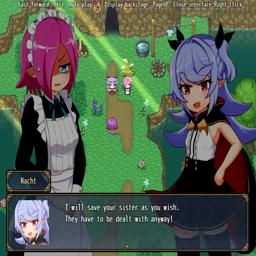 fast forward: Ctrl Auto play: A Display backstage: PageUP Close interface:Right click
Nacht
I will save your sister as you wish.
They have to be dealt with anyway!